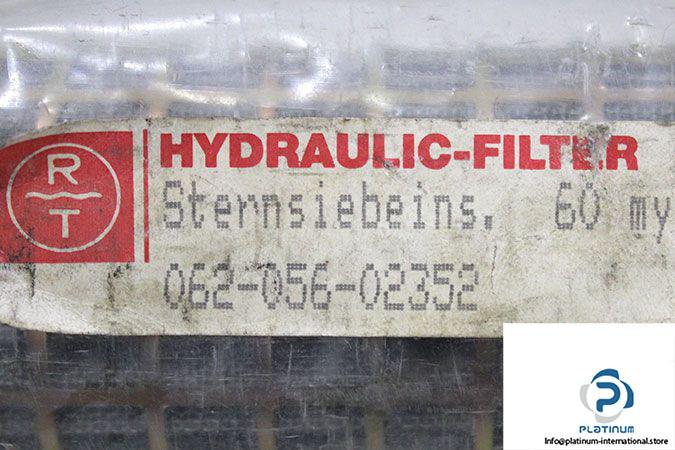 R
T
HYDRAULIC-FILTER
Sternsiebeins. 60 my
062-056-02352
P
PLATINUM
Info@platinum-international.store